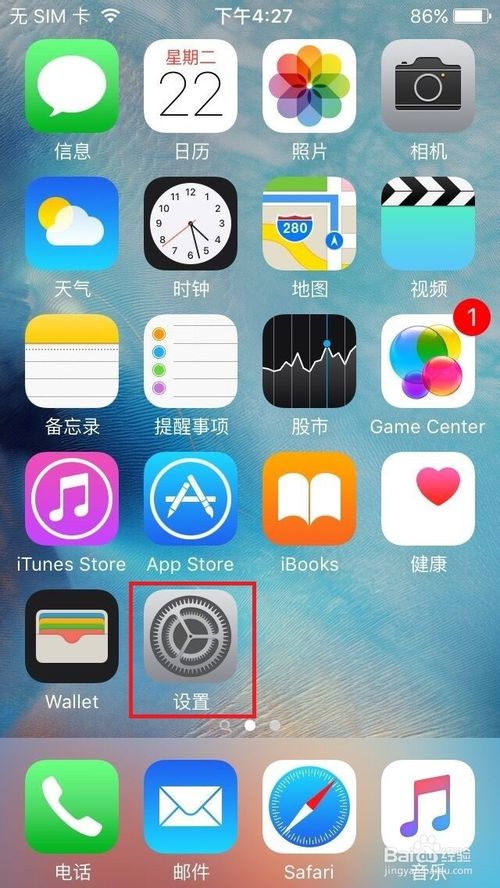 无 SIM 卡 下午4:27 86%
星期二
22
信息 日历 照片 相机
280
天气 时钟 地图 视频
1
备忘录 提醒事项 股市 Game Center
iTunes Store App Store iBooks 健康
Wallet 设置
电话 邮件 Safari 音乐
Baidu经验
jingyan.baidu.com